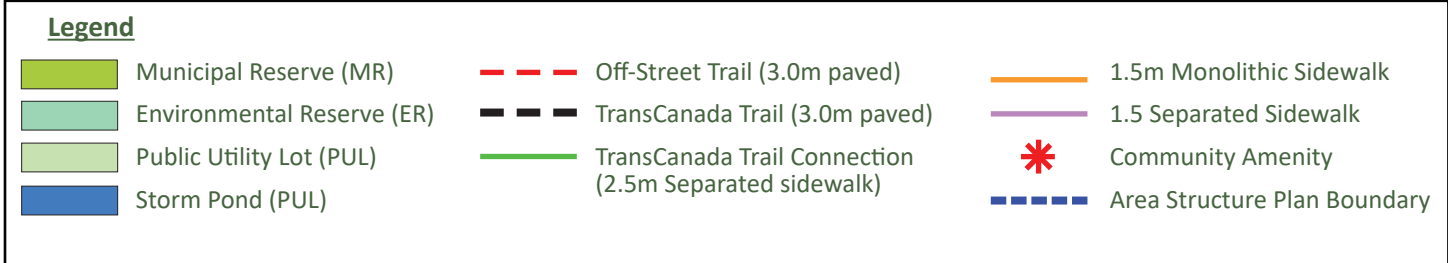 Legend
Municipal Reserve (MR)
Environmental Reserve (ER)
Public Utility Lot (PUL)
Storm Pond (PUL)
Off-Street Trail (3.0m paved)
TransCanada Trail (3.0m paved)
TransCanada Trail Connection
(2.5m Separated sidewalk)
1.5m Monolithic Sidewalk
1.5 Separated Sidewalk
Community Amenity
Area Structure Plan Boundary